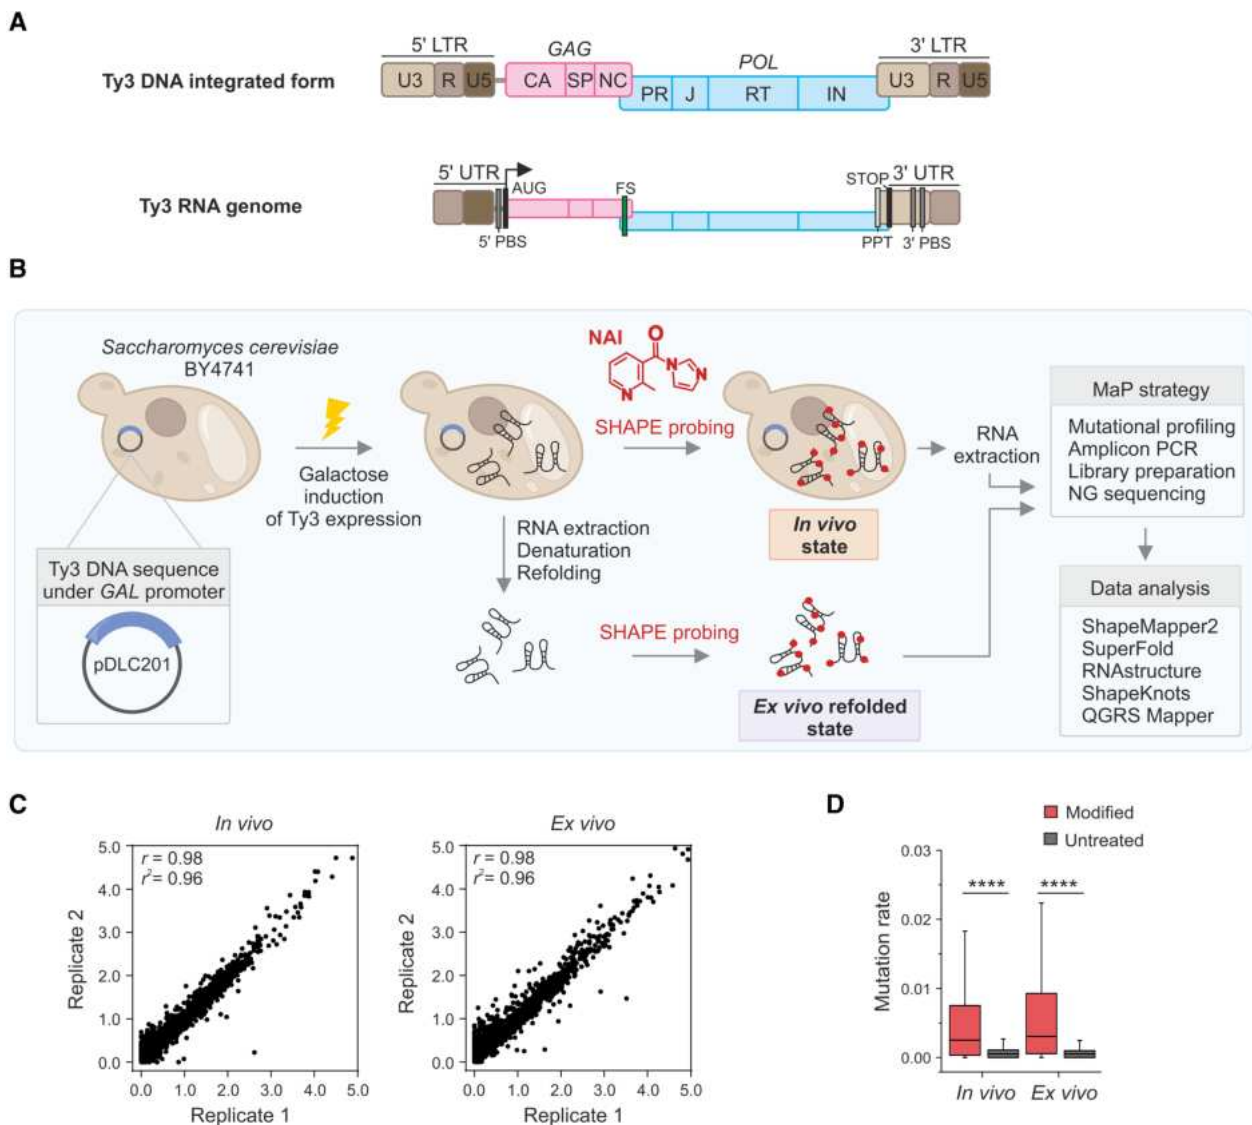 A
5' LTR
GAG
POL
3' LTR
Ty3 DNA integrated form
U3 R U5
CA SP NC
PR J RT IN
U3 R U5
5' UTR
AUG
FS
STOP
3' UTR
Ty3 RNA genome
5' PBS
PPT
3' PBS
B
Saccharomyces cerevisiae
BY4741
Galactose
induction
of Ty3 expression
Ty3 DNA sequence
under GAL promoter
pDLC201
NAI
O
N
N
N
SHAPE probing
In vivo
state
RNA
extraction
RNA extraction
Denaturation
Refolding
SHAPE probing
Ex vivo refolded
state
MaP strategy
Mutational profiling
Amplicon PCR
Library preparation
NG sequencing
Data analysis
ShapeMapper2
SuperFold
RNAstructure
ShapeKnots
QGRS Mapper
C
In vivo
r = 0.98
r²= 0.96
Replicate 2
5.0
4.0
3.0
2.0
1.0
0.0
0.0 1.0 2.0 3.0 4.0 5.0
Replicate 1
Ex vivo
r = 0.98
r²= 0.96
Replicate 2
5.0
4.0
3.0
2.0
1.0
0.0
0.0 1.0 2.0 3.0 4.0 5.0
Replicate 1
D
Modified
Untreated
Mutation rate
0.03
0.02
0.01
0.00
**** ****
In vivo Ex vivo